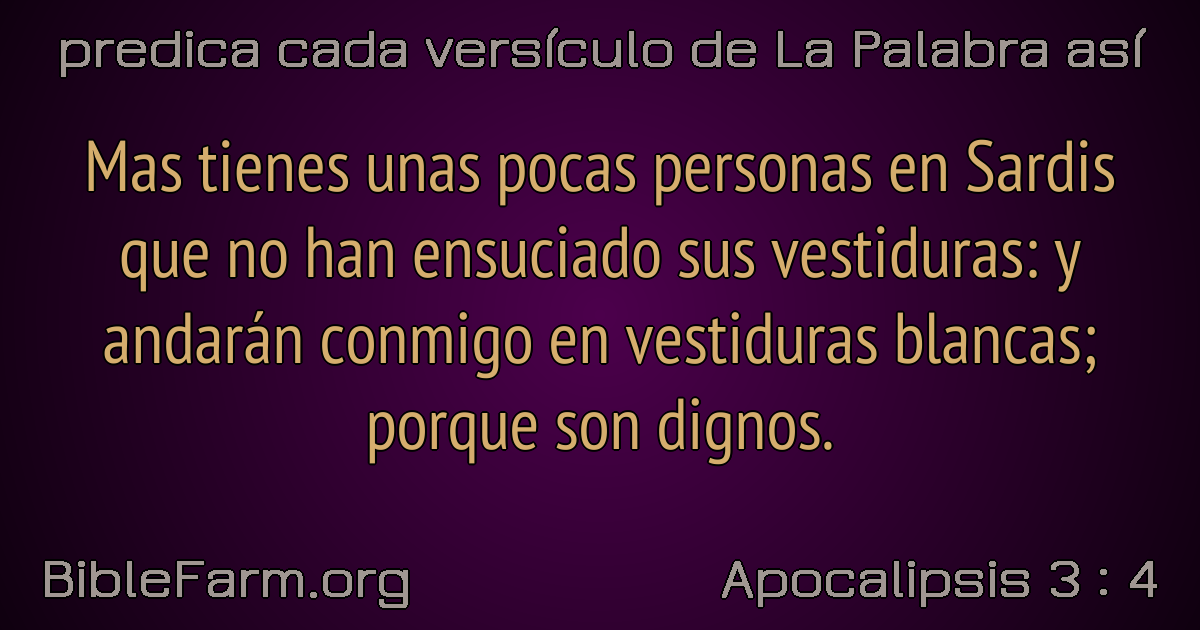 predica cada versículo de La Palabra así
Mas tienes unas pocas personas en Sardis
que no han ensuciado sus vestiduras: y
andarán conmigo en vestiduras blancas;
porque son dignos.
BibleFarm.org
Apocalipsis 3 : 4